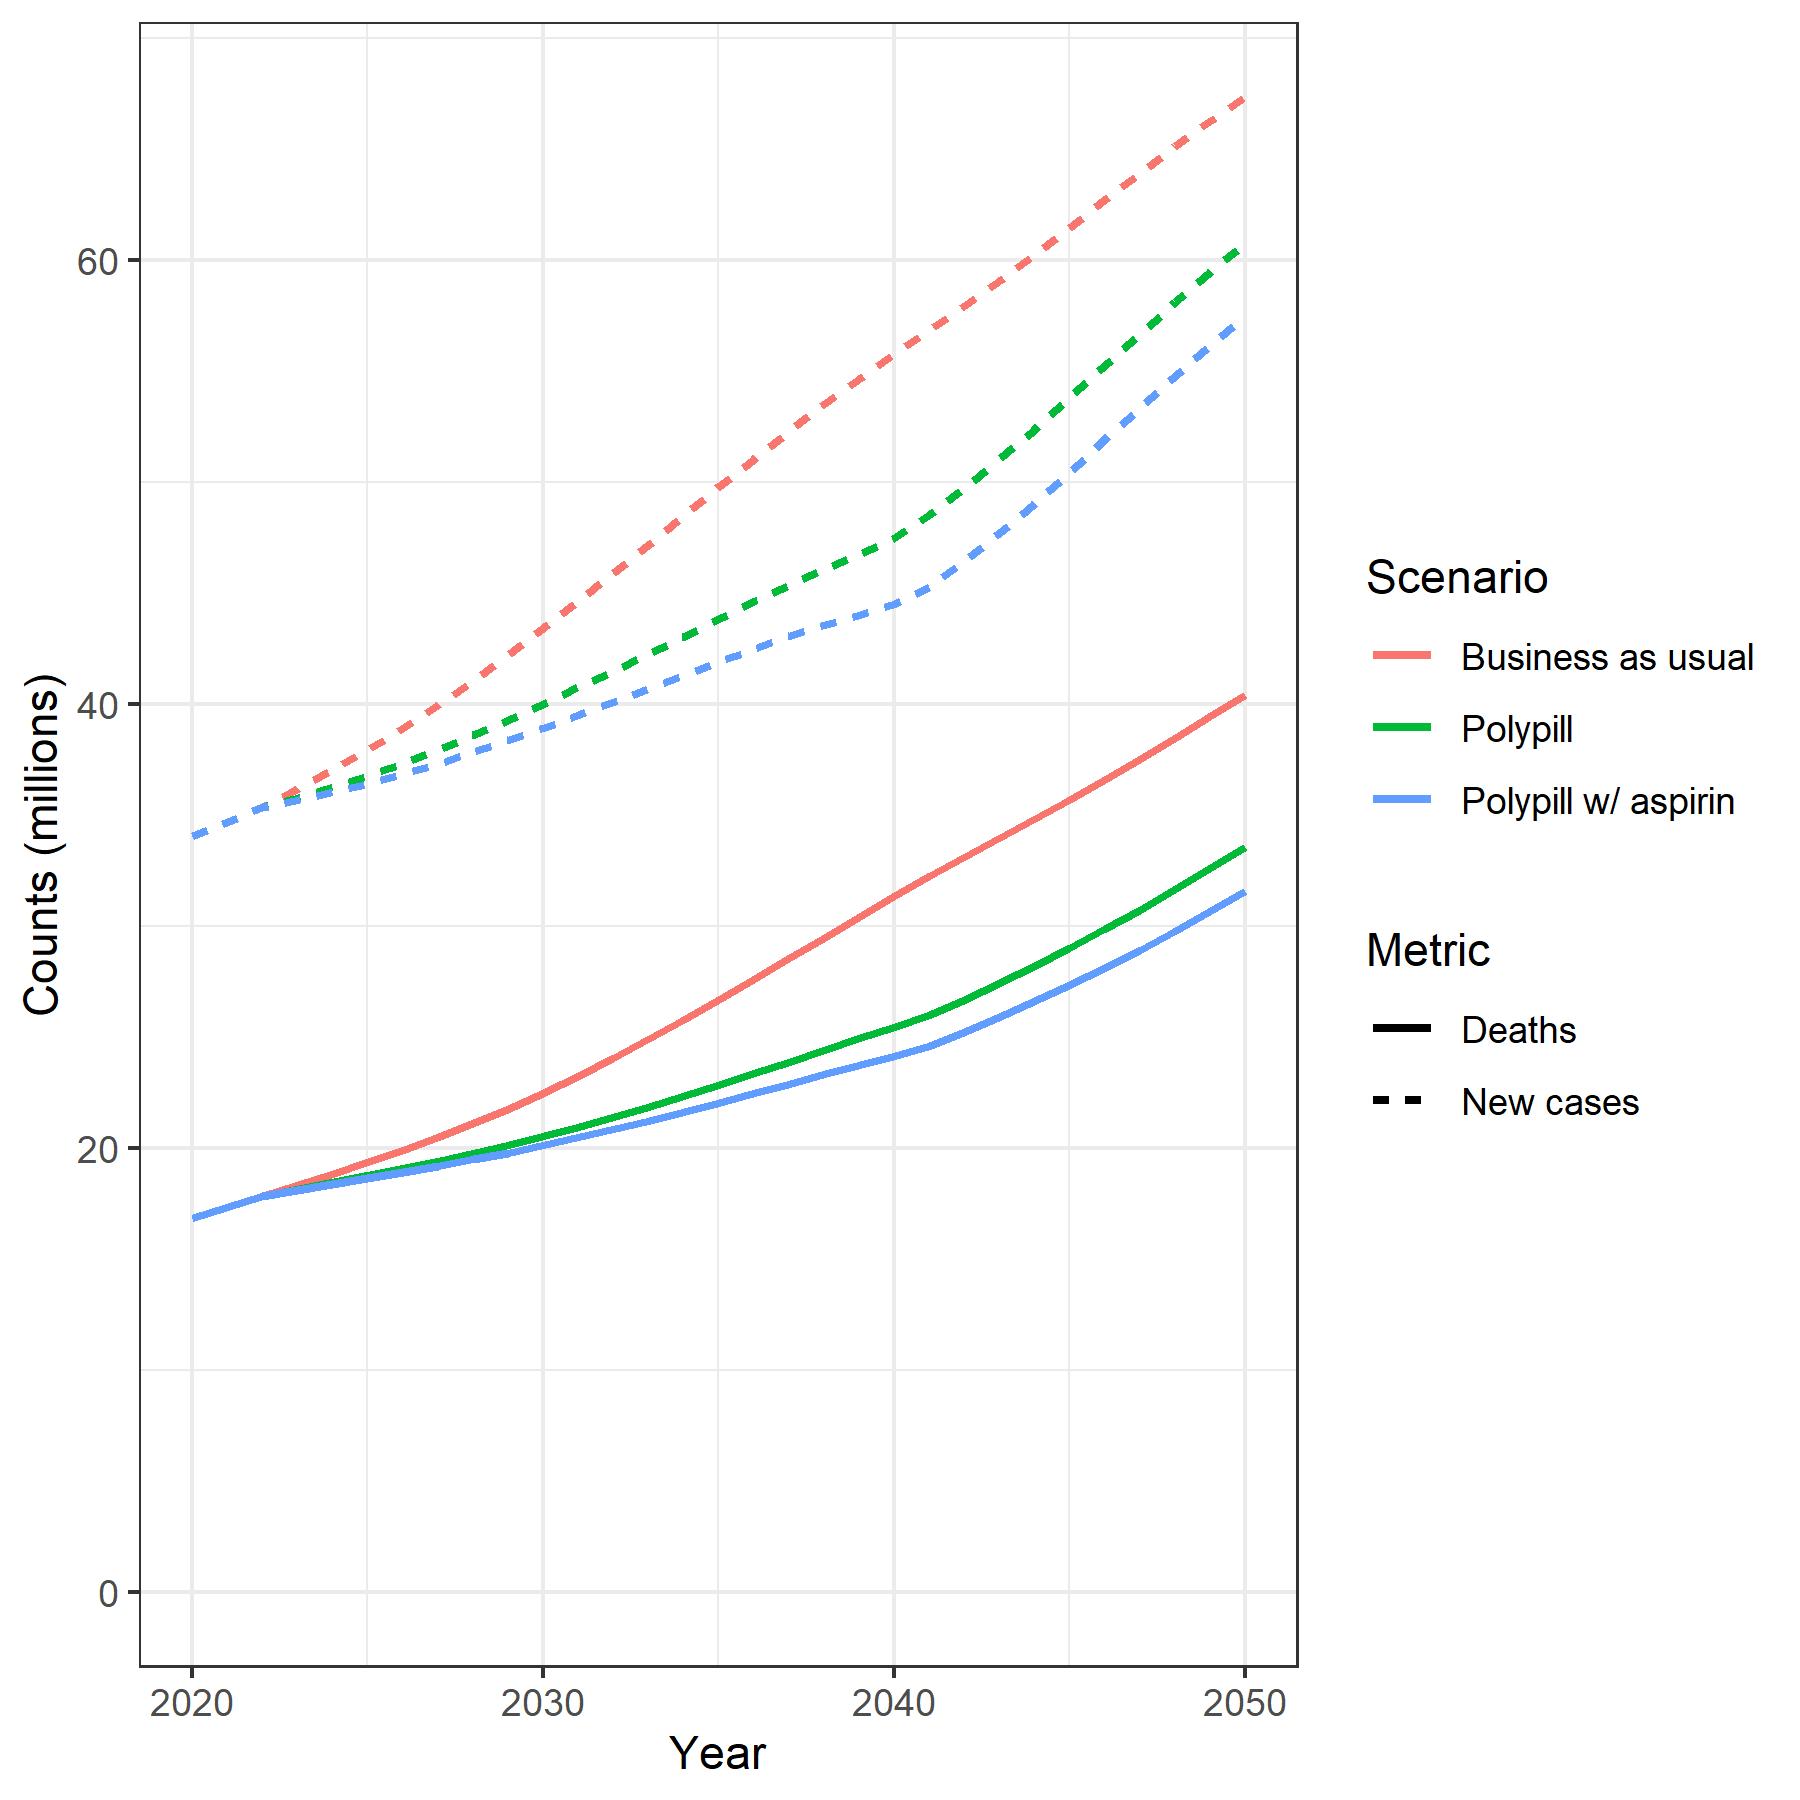 Counts (millions)
60
40
20
0
2020 2030 2040 2050
Year
Scenario
Business as usual
Polypill
Polypill w/ aspirin
Metric
Deaths
New cases